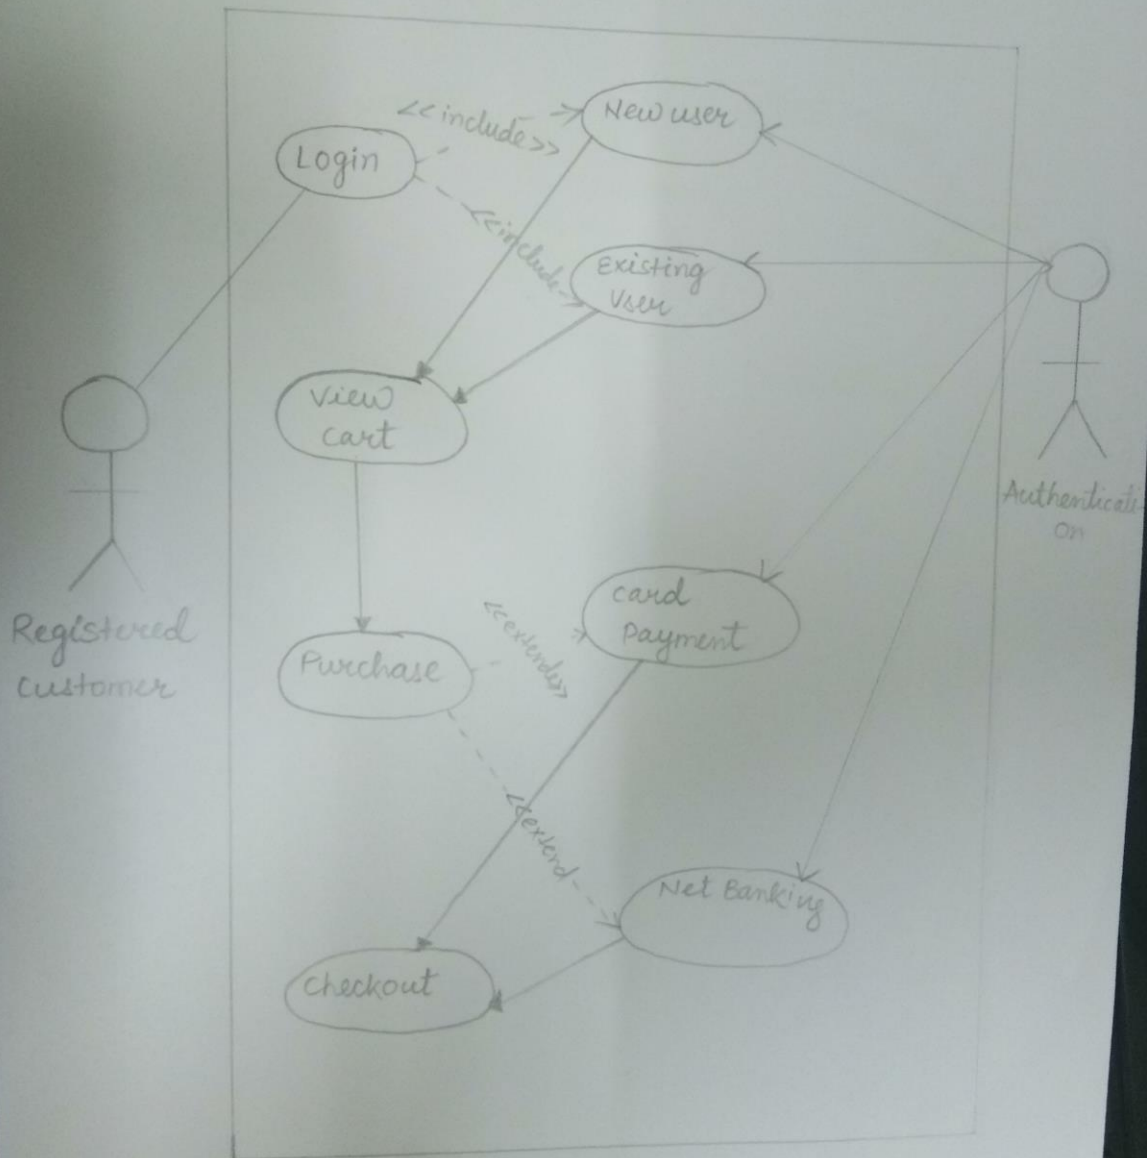 <<include>>
New user
Login
<<include-
Existing
User
View
cart
Registered
customer
Authenticati
on
<<extend>>
card
Payment
Purchase
<<extend-
Net Banking
Checkout